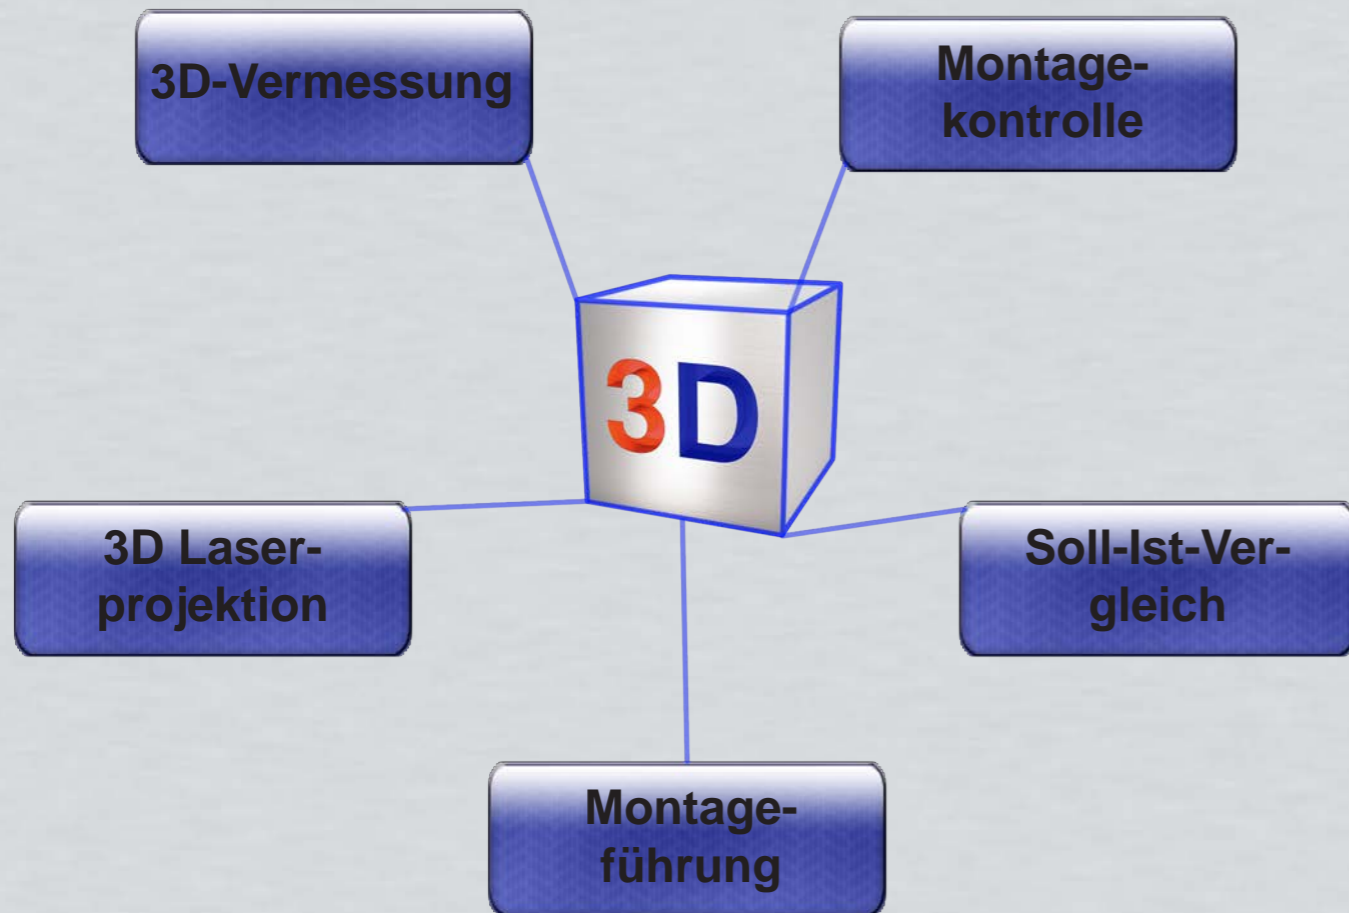 3D-Vermessung
Montage-
kontrolle
3D
3D Laser-
projektion
Soll-Ist-Ver-
gleich
Montage-
führung